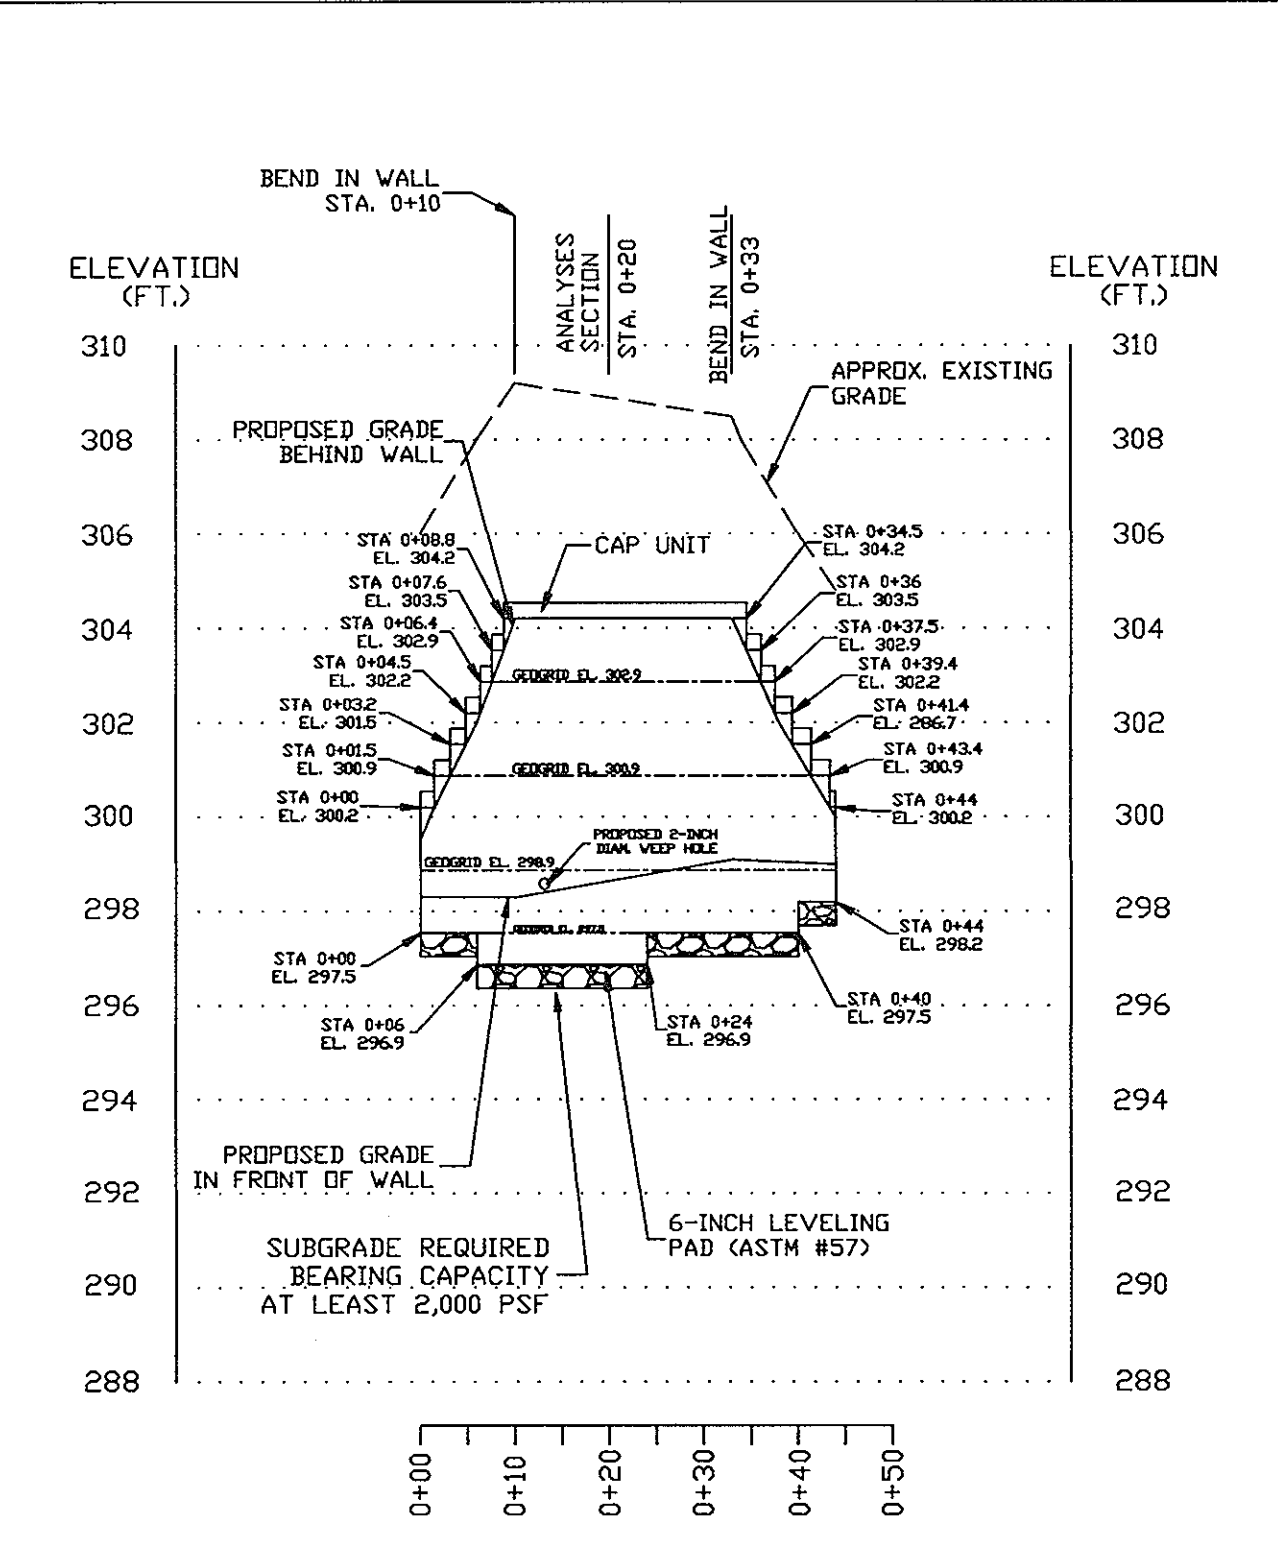 BEND IN WALL
STA. 0+10
ANALYSES
SECTION
STA. 0+20
BEND IN WALL
STA. 0+33
ELEVATION
(FT.)
ELEVATION
(FT.)
310
310
APPROX. EXISTING
GRADE
PROPOSED GRADE
BEHIND WALL
308
308
306
306
STA 0+08.8
EL. 304.2
CAP UNIT
STA 0+34.5
EL. 304.2
STA 0+07.6
EL. 303.5
STA 0+36
EL. 303.5
304
304
STA 0+06.4
EL. 302.9
STA 0+37.5
EL. 302.9
STA 0+04.5
EL. 302.2
GEOGRID EL. 302.9
STA 0+39.4
EL. 302.2
302
302
STA 0+03.2
EL. 301.5
STA 0+41.4
EL. 286.7
STA 0+01.5
EL. 300.9
GEOGRID EL. 300.9
STA 0+43.4
EL. 300.9
300
300
STA 0+00
EL. 300.2
STA 0+44
EL. 300.2
PROPOSED 2-INCH
DIAM. WEEP HOLE
GEOGRID EL. 298.9
298
298
GEOGRID EL.
STA 0+44
EL. 298.2
STA 0+00
EL. 297.5
STA 0+40
EL. 297.5
296
296
STA 0+06
EL. 296.9
STA 0+24
EL. 296.9
294
294
PROPOSED GRADE
IN FRONT OF WALL
292
292
6-INCH LEVELING
PAD (ASTM #57)
SUBGRADE REQUIRED
BEARING CAPACITY
AT LEAST 2,000 PSF
290
290
288
288
0+00
0+10
0+20
0+30
0+40
0+50